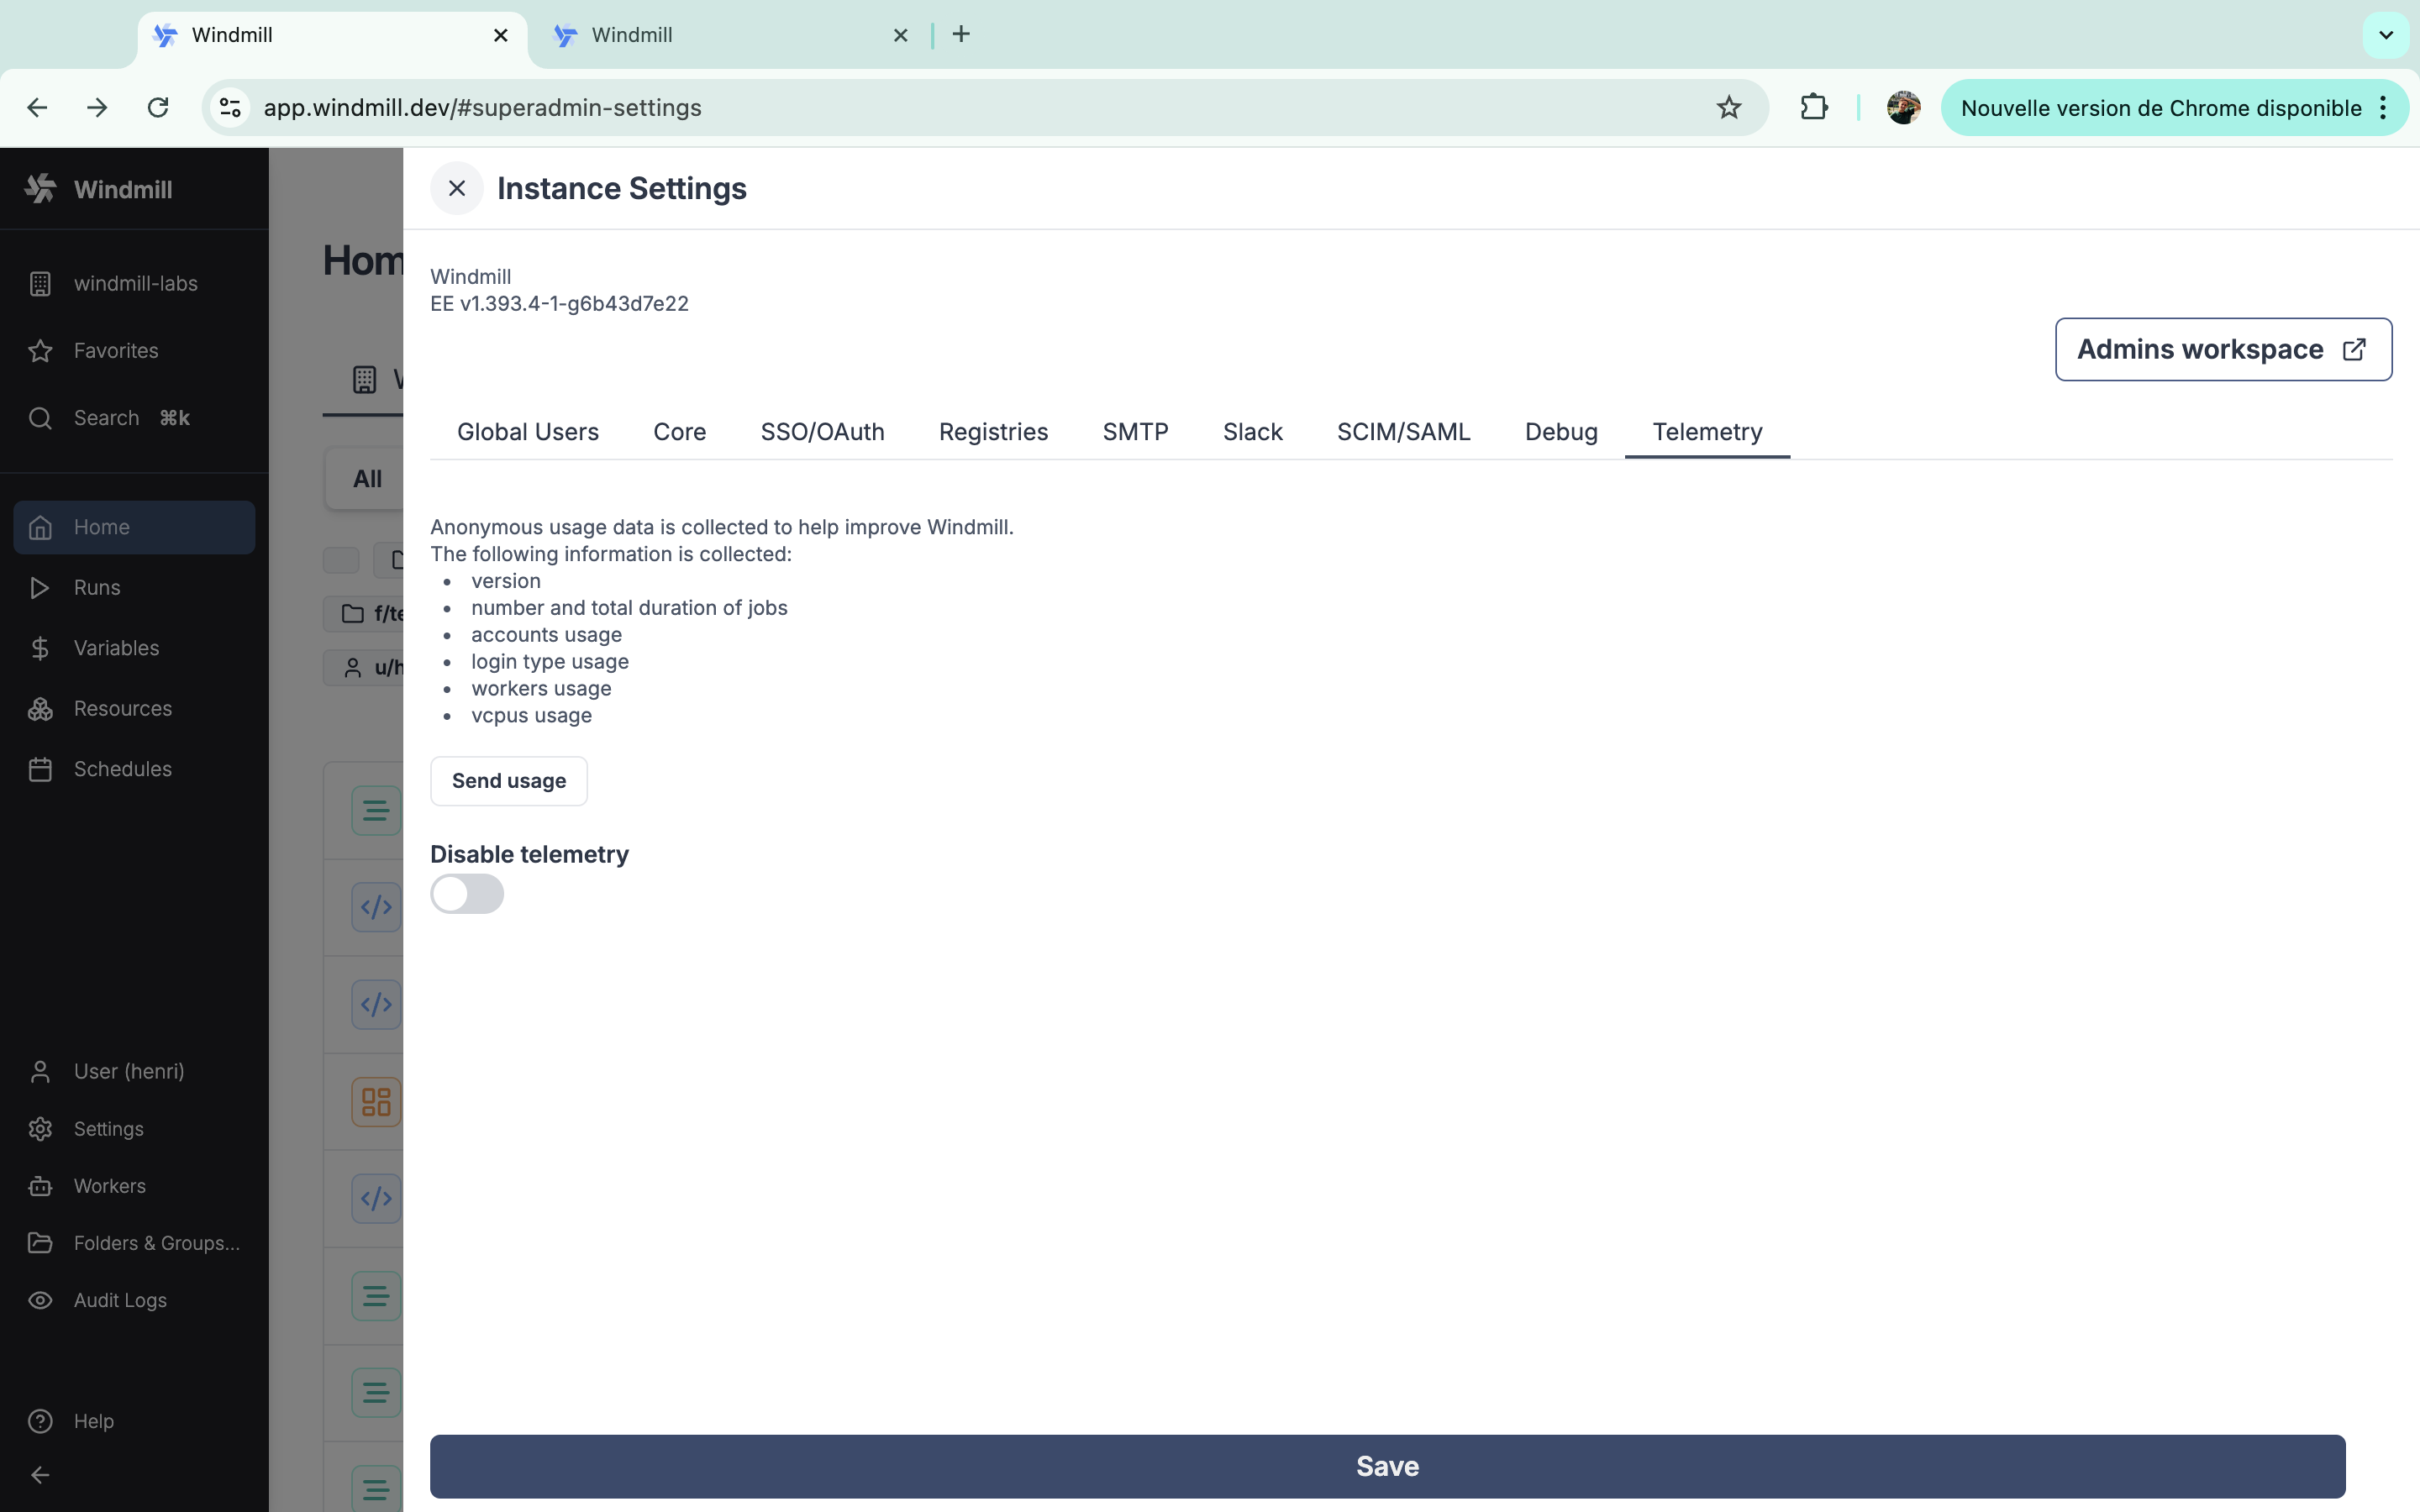 Windmill
Windmill
app.windmill.dev/#superadmin-settings
Nouvelle version de Chrome disponible
Windmill
windmill-labs
Favorites
Search ⌘k
Home
Runs
Variables
Resources
Schedules
User (henri)
Settings
Workers
Folders & Groups...
Audit Logs
Help
Hom
All
f/te
u/h
Instance Settings
Windmill
EE v1.393.4-1-g6b43d7e22
Admins workspace
Global Users Core SSO/OAuth Registries SMTP Slack SCIM/SAML Debug Telemetry
Anonymous usage data is collected to help improve Windmill.
The following information is collected:
• version
• number and total duration of jobs
• accounts usage
• login type usage
• workers usage
• vcpus usage
Send usage
Disable telemetry
Save